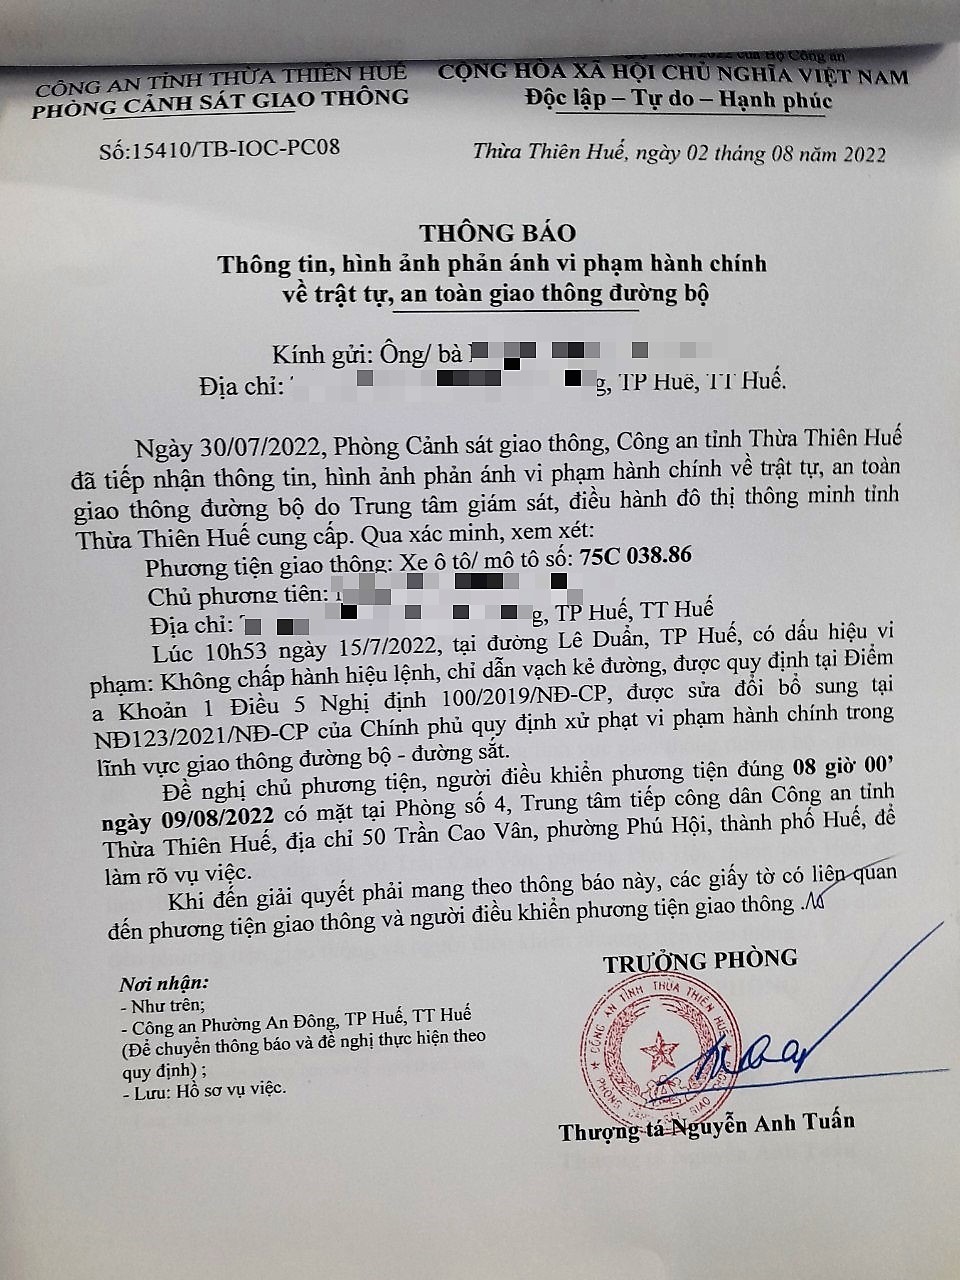 CÔNG AN TỈNH THỪA THIÊN HUẾ
PHÒNG CẢNH SÁT GIAO THÔNG
CỘNG HÒA XÃ HỘI CHỦ NGHĨA VIỆT NAM
Độc lập – Tự do – Hạnh phúc
Số:15410/TB-IOC-PC08
Thừa Thiên Huế, ngày 02 tháng 08 năm 2022
THÔNG BÁO
Thông tin, hình ảnh phản ánh vi phạm hành chính
về trật tự, an toàn giao thông đường bộ
Kính gửi: Ông/ bà
Địa chỉ: g, TP Huế, TT Huế.
Ngày 30/07/2022, Phòng Cảnh sát giao thông, Công an tỉnh Thừa Thiên Huế
đã tiếp nhận thông tin, hình ảnh phản ánh vi phạm hành chính về trật tự, an toàn
giao thông đường bộ do Trung tâm giám sát, điều hành đô thị thông minh tỉnh
Thừa Thiên Huế cung cấp. Qua xác minh, xem xét:
Phương tiện giao thông: Xe ô tô/ mô tô số: 75C 038.86
Chủ phương tiên:
Địa chỉ: g, TP Huế, TT Huế
Lúc 10h53 ngày 15/7/2022, tại đường Lê Duẩn, TP Huế, có dấu hiệu vi
phạm: Không chấp hành hiệu lệnh, chỉ dẫn vạch kẻ đường, được quy định tại Điểm
a Khoản 1 Điều 5 Nghị định 100/2019/NĐ-CP, được sửa đổi bổ sung tại
NĐ123/2021/NĐ-CP của Chính phủ quy định xử phạt vi phạm hành chính trong
lĩnh vực giao thông đường bộ - đường sắt.
Đề nghị chủ phương tiện, người điều khiển phương tiện đúng 08 giờ 00’
ngày 09/08/2022 có mặt tại Phòng số 4, Trung tâm tiếp công dân Công an tỉnh
Thừa Thiên Huế, địa chỉ 50 Trần Cao Vân, phường Phú Hội, thành phố Huế, để
làm rõ vụ việc.
Khi đến giải quyết phải mang theo thông báo này, các giấy tờ có liên quan
đến phương tiện giao thông và người điều khiển phương tiện giao thông .
TRƯỞNG PHÒNG
Nơi nhận:
- Như trên;
- Công an Phường An Đông, TP Huế, TT Huế
(Để chuyển thông báo và đề nghị thực hiện theo
quy định) ;
- Lưu: Hồ sơ vụ việc.
CÔNG AN TỈNH THỪA THIÊN HUẾ
PHÒNG CẢNH SÁT GIAO THÔNG
Thượng tá Nguyễn Anh Tuấn